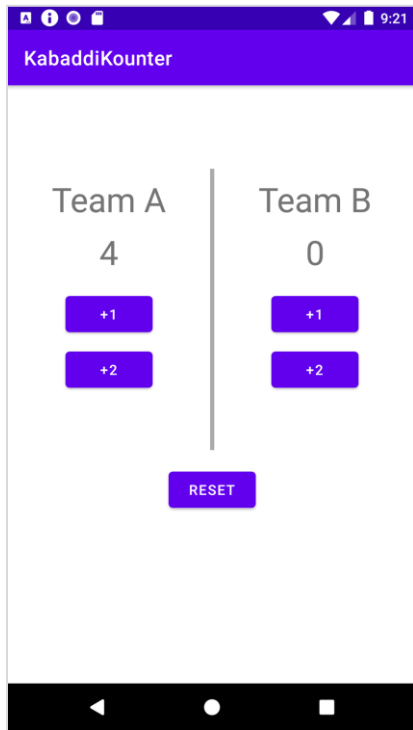 9:21
KabaddiKounter
Team A
4
+1
+2
Team B
0
+1
+2
RESET